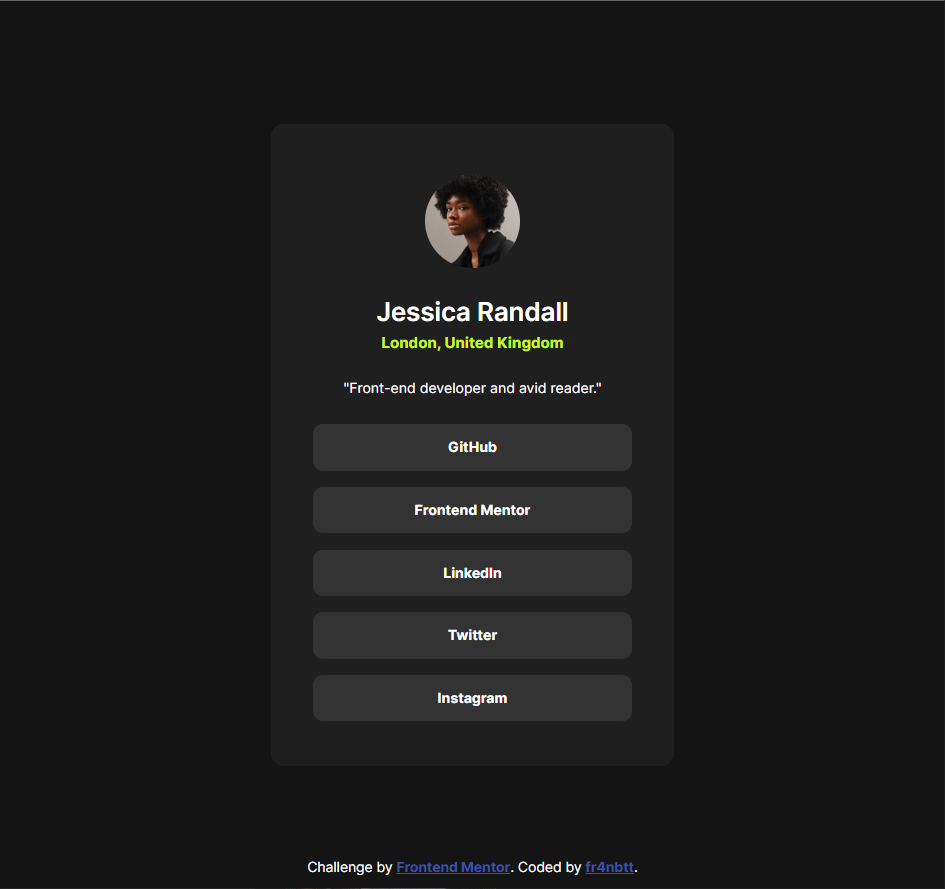 Jessica Randall
London, United Kingdom
"Front-end developer and avid reader."
GitHub
Frontend Mentor
LinkedIn
Twitter
Instagram
Challenge by Frontend Mentor. Coded by fr4nbtt.